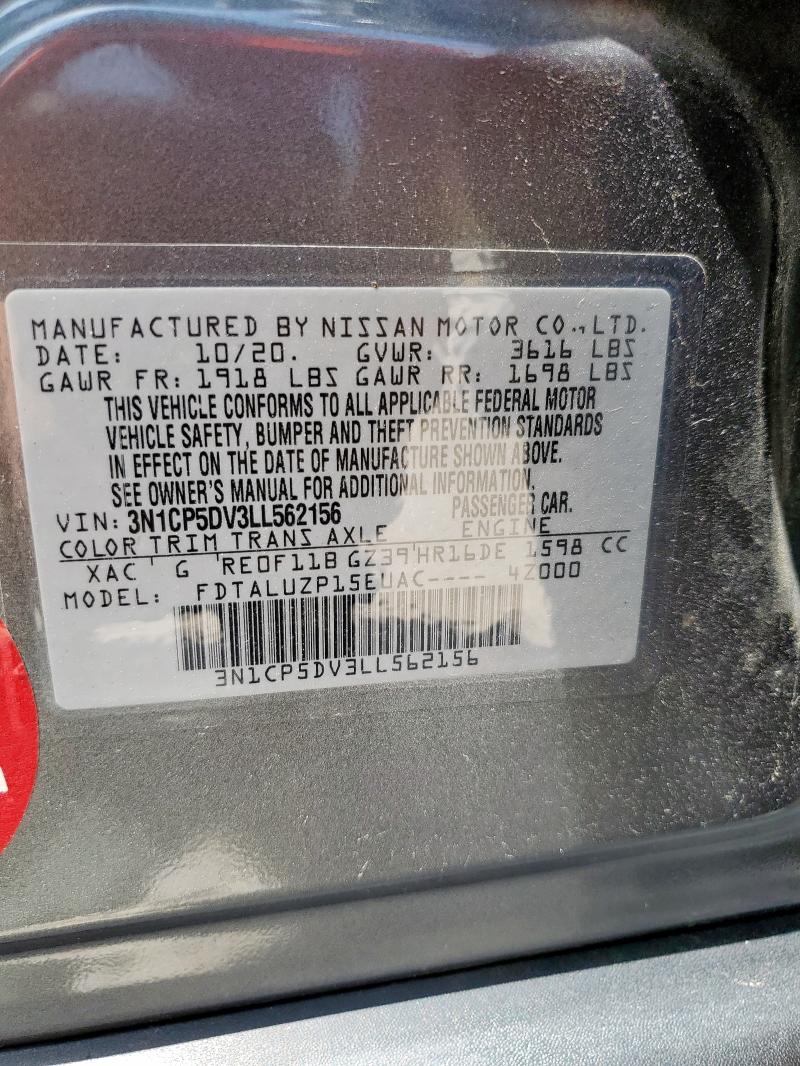 MANUFACTURED BY NISSAN MOTOR CO., LTD.
DATE: 10/20. GVWR: 3616 LBS
GAWR FR: 1918 LBS GAWR RR: 1698 LBS
THIS VEHICLE CONFORMS TO ALL APPLICABLE FEDERAL MOTOR
VEHICLE SAFETY, BUMPER AND THEFT PREVENTION STANDARDS
IN EFFECT ON THE DATE OF MANUFACTURE SHOWN ABOVE.
SEE OWNER'S MANUAL FOR ADDITIONAL INFORMATION.
VIN: 3N1CP5DV3LL562156 PASSENGER CAR.
COLOR TRIM TRANS AXLE ENGINE
XAC ' G 'RE0F11B GZ39'HR16DE 1598 CC
MODEL: FDTALUZP15EUAC---- 4Z000
3N1CP5DV3LL562156